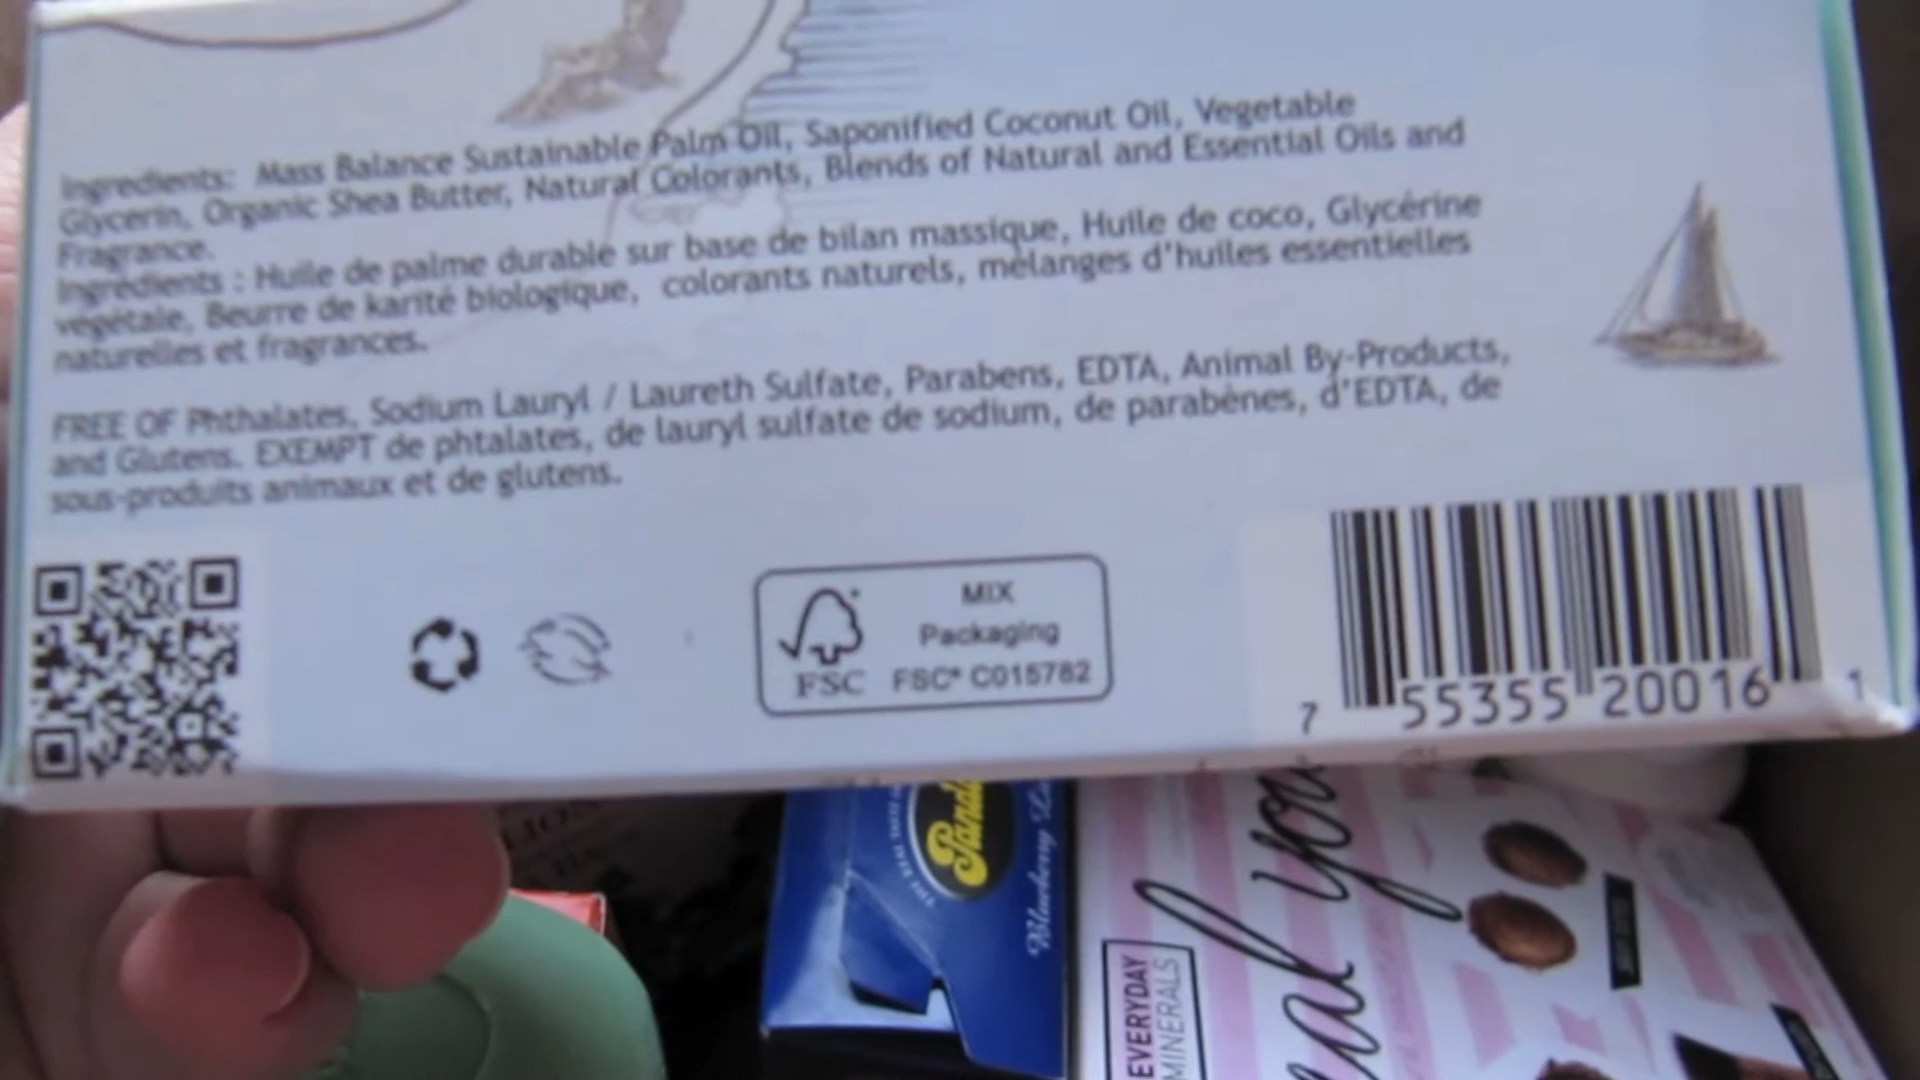 Ingredients: Mass Balance Sustainable Palm Oil, Saponified Coconut Oil, Vegetable
Glycerin, Organic Shea Butter, Natural Colorants, Blends of Natural and Essential Oils and
Fragrance.
Ingrédients : Huile de palme durable sur base de bilan massique, Huile de coco, Glycérine
végétale, Beurre de karité biologique, colorants naturels, mélanges d'huiles essentielles
naturelles et fragrances.
FREE OF Phthalates, Sodium Lauryl / Laureth Sulfate, Parabens, EDTA, Animal By-Products,
and Glutens. EXEMPT de phtalates, de lauryl sulfate de sodium, de parabènes, d'EDTA, de
sous-produits animaux et de glutens.
MIX
Packaging
FSC FSC® C015782
7 55355 20016 1
Panda
Blueberry
EVERYDAY
MINERALS
you